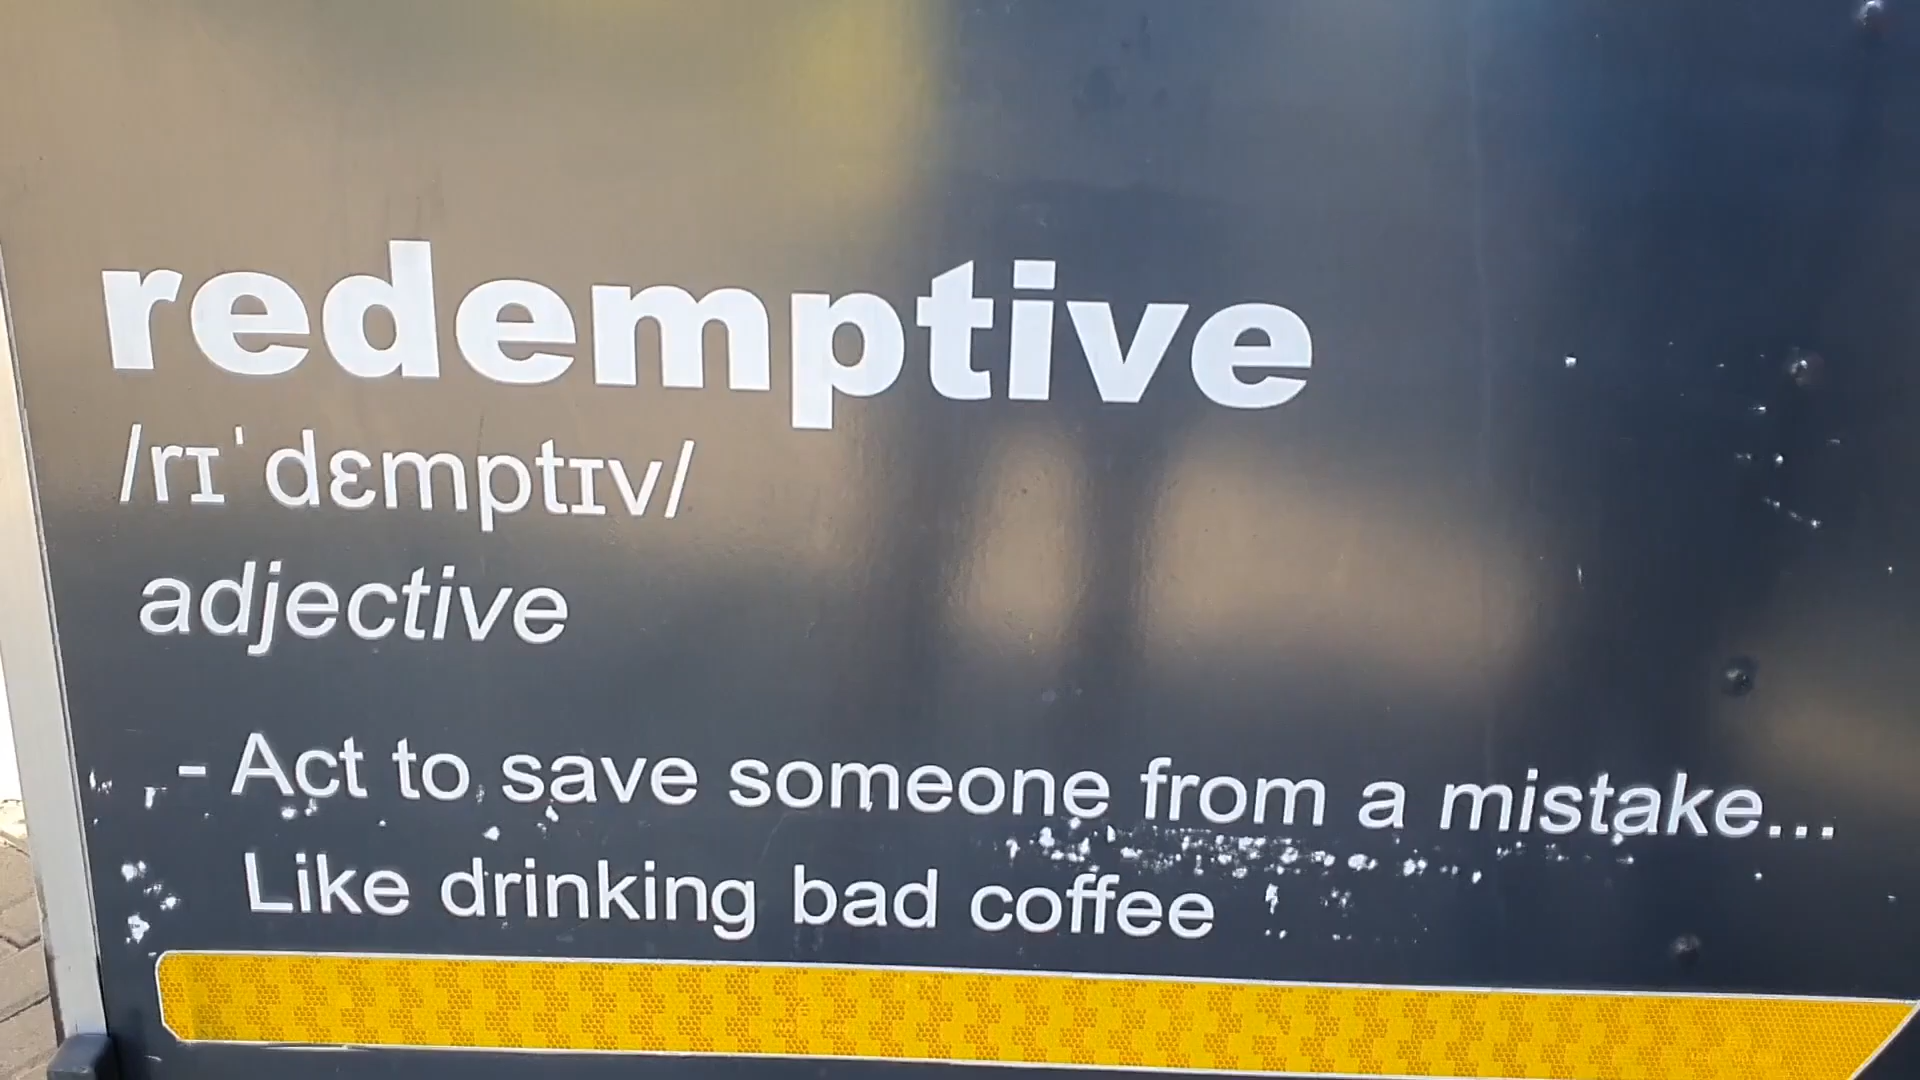 redemptive
/rɪˈdɛmptɪv/
adjective
- Act to save someone from a mistake...
Like drinking bad coffee